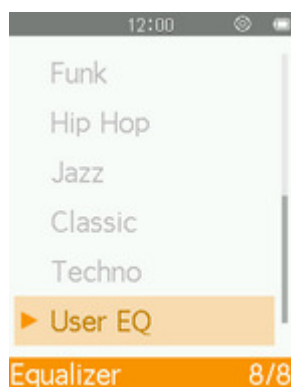 12:00
Funk
Hip Hop
Jazz
Classic
Techno
User EQ
Equalizer 8/8